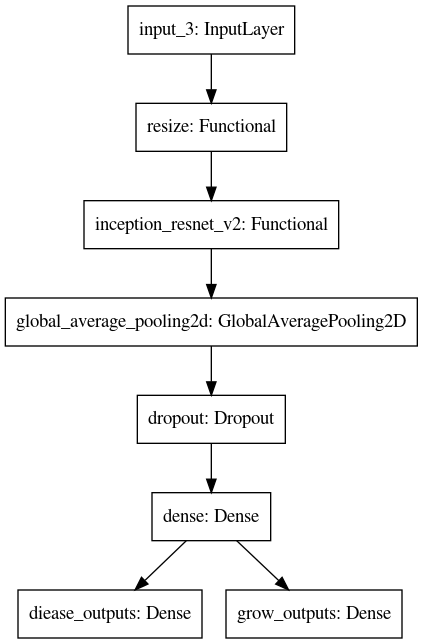 input_3: InputLayer
resize: Functional
inception_resnet_v2: Functional
global_average_pooling2d: GlobalAveragePooling2D
dropout: Dropout
dense: Dense
diease_outputs: Dense
grow_outputs: Dense